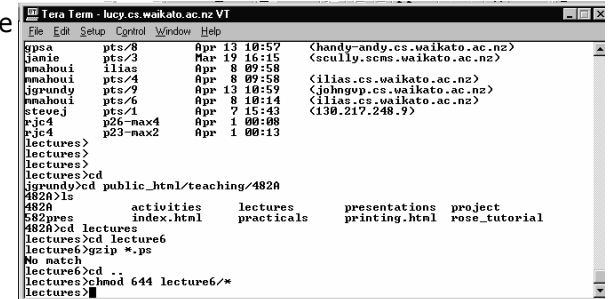 e
Tera Term - lucy.cs.waikato.ac.nz VT
File Edit Setup Control Window Help
gpsa pts/8 Apr 13 10:57 (handy-andy.cs.waikato.ac.nz)
jamie pts/3 Mar 19 16:15 (scully.scms.waikato.ac.nz)
mmahoui ilias Apr 8 09:58
mmahoui pts/4 Apr 8 09:58 (ilias.cs.waikato.ac.nz)
jgrundy pts/9 Apr 13 10:59 (johngvp.cs.waikato.ac.nz)
mmahoui pts/6 Apr 8 10:14 (ilias.cs.waikato.ac.nz)
stevej pts/1 Apr 7 15:43 (130.217.248.9)
rjc4 p26-max4 Apr 1 00:08
rjc4 p23-max2 Apr 1 00:13
lectures>
lectures>
lectures>
lectures>cd
jgrundy>cd public_html/teaching/482A
482A>ls
482A activities lectures presentations project
582pres index.html practicals printing.html rose_tutorial
482A>cd lectures
lectures>cd lecture6
lecture6>gzip *.ps
No match
lecture6>cd ..
lectures>chmod 644 lecture6/*
lectures>